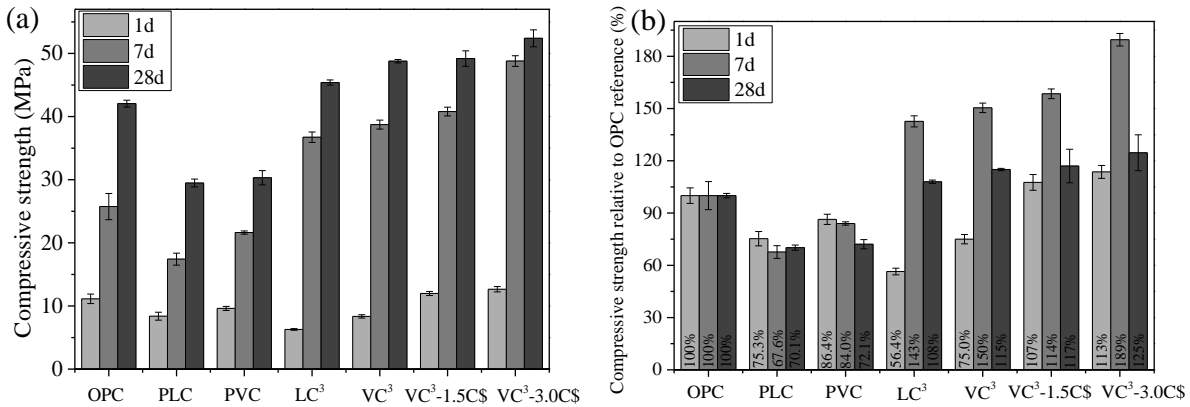 (a)
1d
7d
28d
Compressive strength (MPa)
60
50
40
30
20
10
0
OPC PLC PVC LC³ VC³ VC³-1.5C$ VC³-3.0C$
(b)
1d
7d
28d
Compressive strength relative to OPC reference (%)
180
150
120
90
60
30
0
100% 100% 100% 75.3% 67.6% 70.1% 86.4% 84.0% 72.1% 56.4% 143% 108% 75.0% 150% 115% 107% 114% 117% 113% 189% 125%
OPC PLC PVC LC³ VC³ VC³-1.5C$ VC³-3.0C$